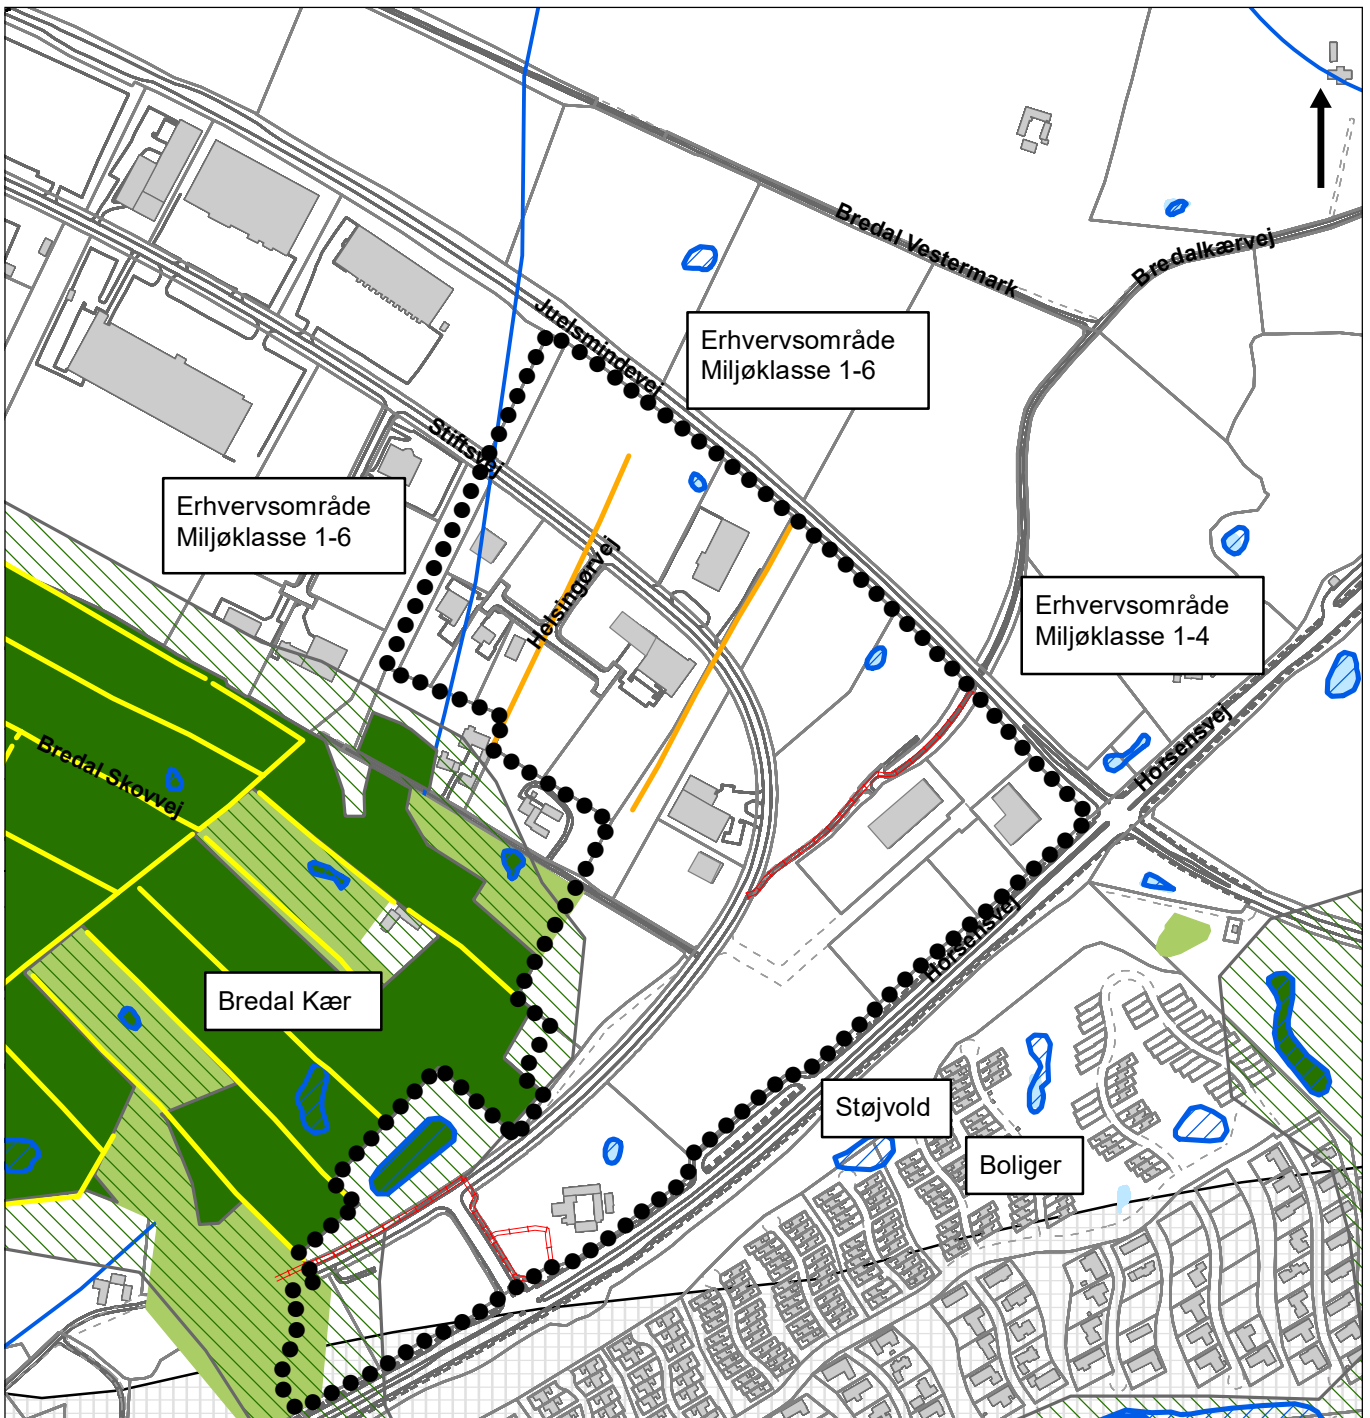 Bredal Vestermark
Bredalkærvej
Juelsmindevej
Erhvervsområde
Miljøklasse 1-6
Stiftsvej
Erhvervsområde
Miljøklasse 1-6
Helsingørvej
Erhvervsområde
Miljøklasse 1-4
Horsensvej
Bredal Skovvej
Horsensvej
Bredal Kær
Støjvold
Boliger